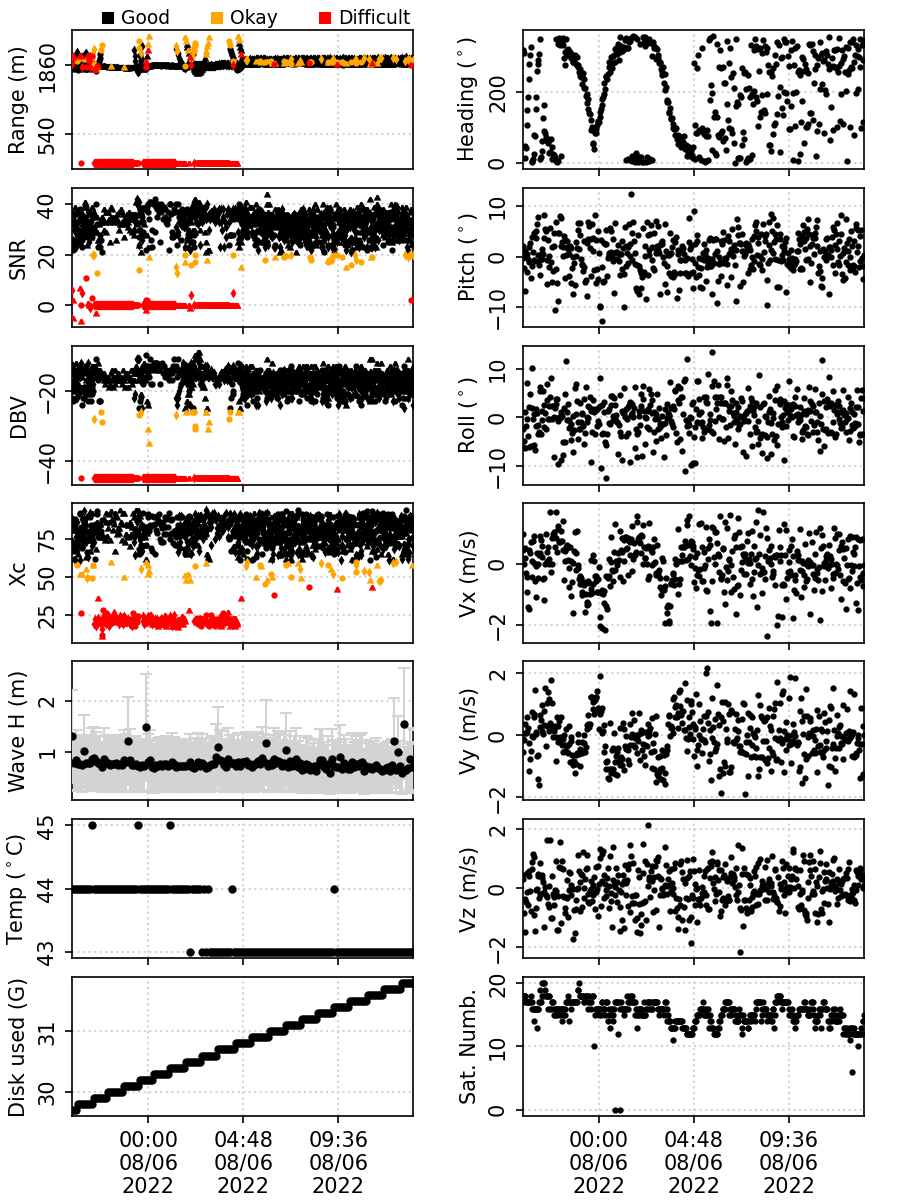 Good Okay Difficult
Range (m)
1860
540
Heading (°)
200
0
SNR
40
20
0
Pitch (°)
10
0
−10
DBV
−20
−40
Roll (°)
10
0
−10
Xc
75
50
25
Vx (m/s)
0
−2
Wave H (m)
2
1
Vy (m/s)
2
0
−2
Temp (°C)
45
44
43
Vz (m/s)
2
0
−2
Disk used (G)
31
30
Sat. Numb.
20
10
0
00:00 04:48 09:36
08/06 08/06 08/06
2022 2022 2022
00:00 04:48 09:36
08/06 08/06 08/06
2022 2022 2022